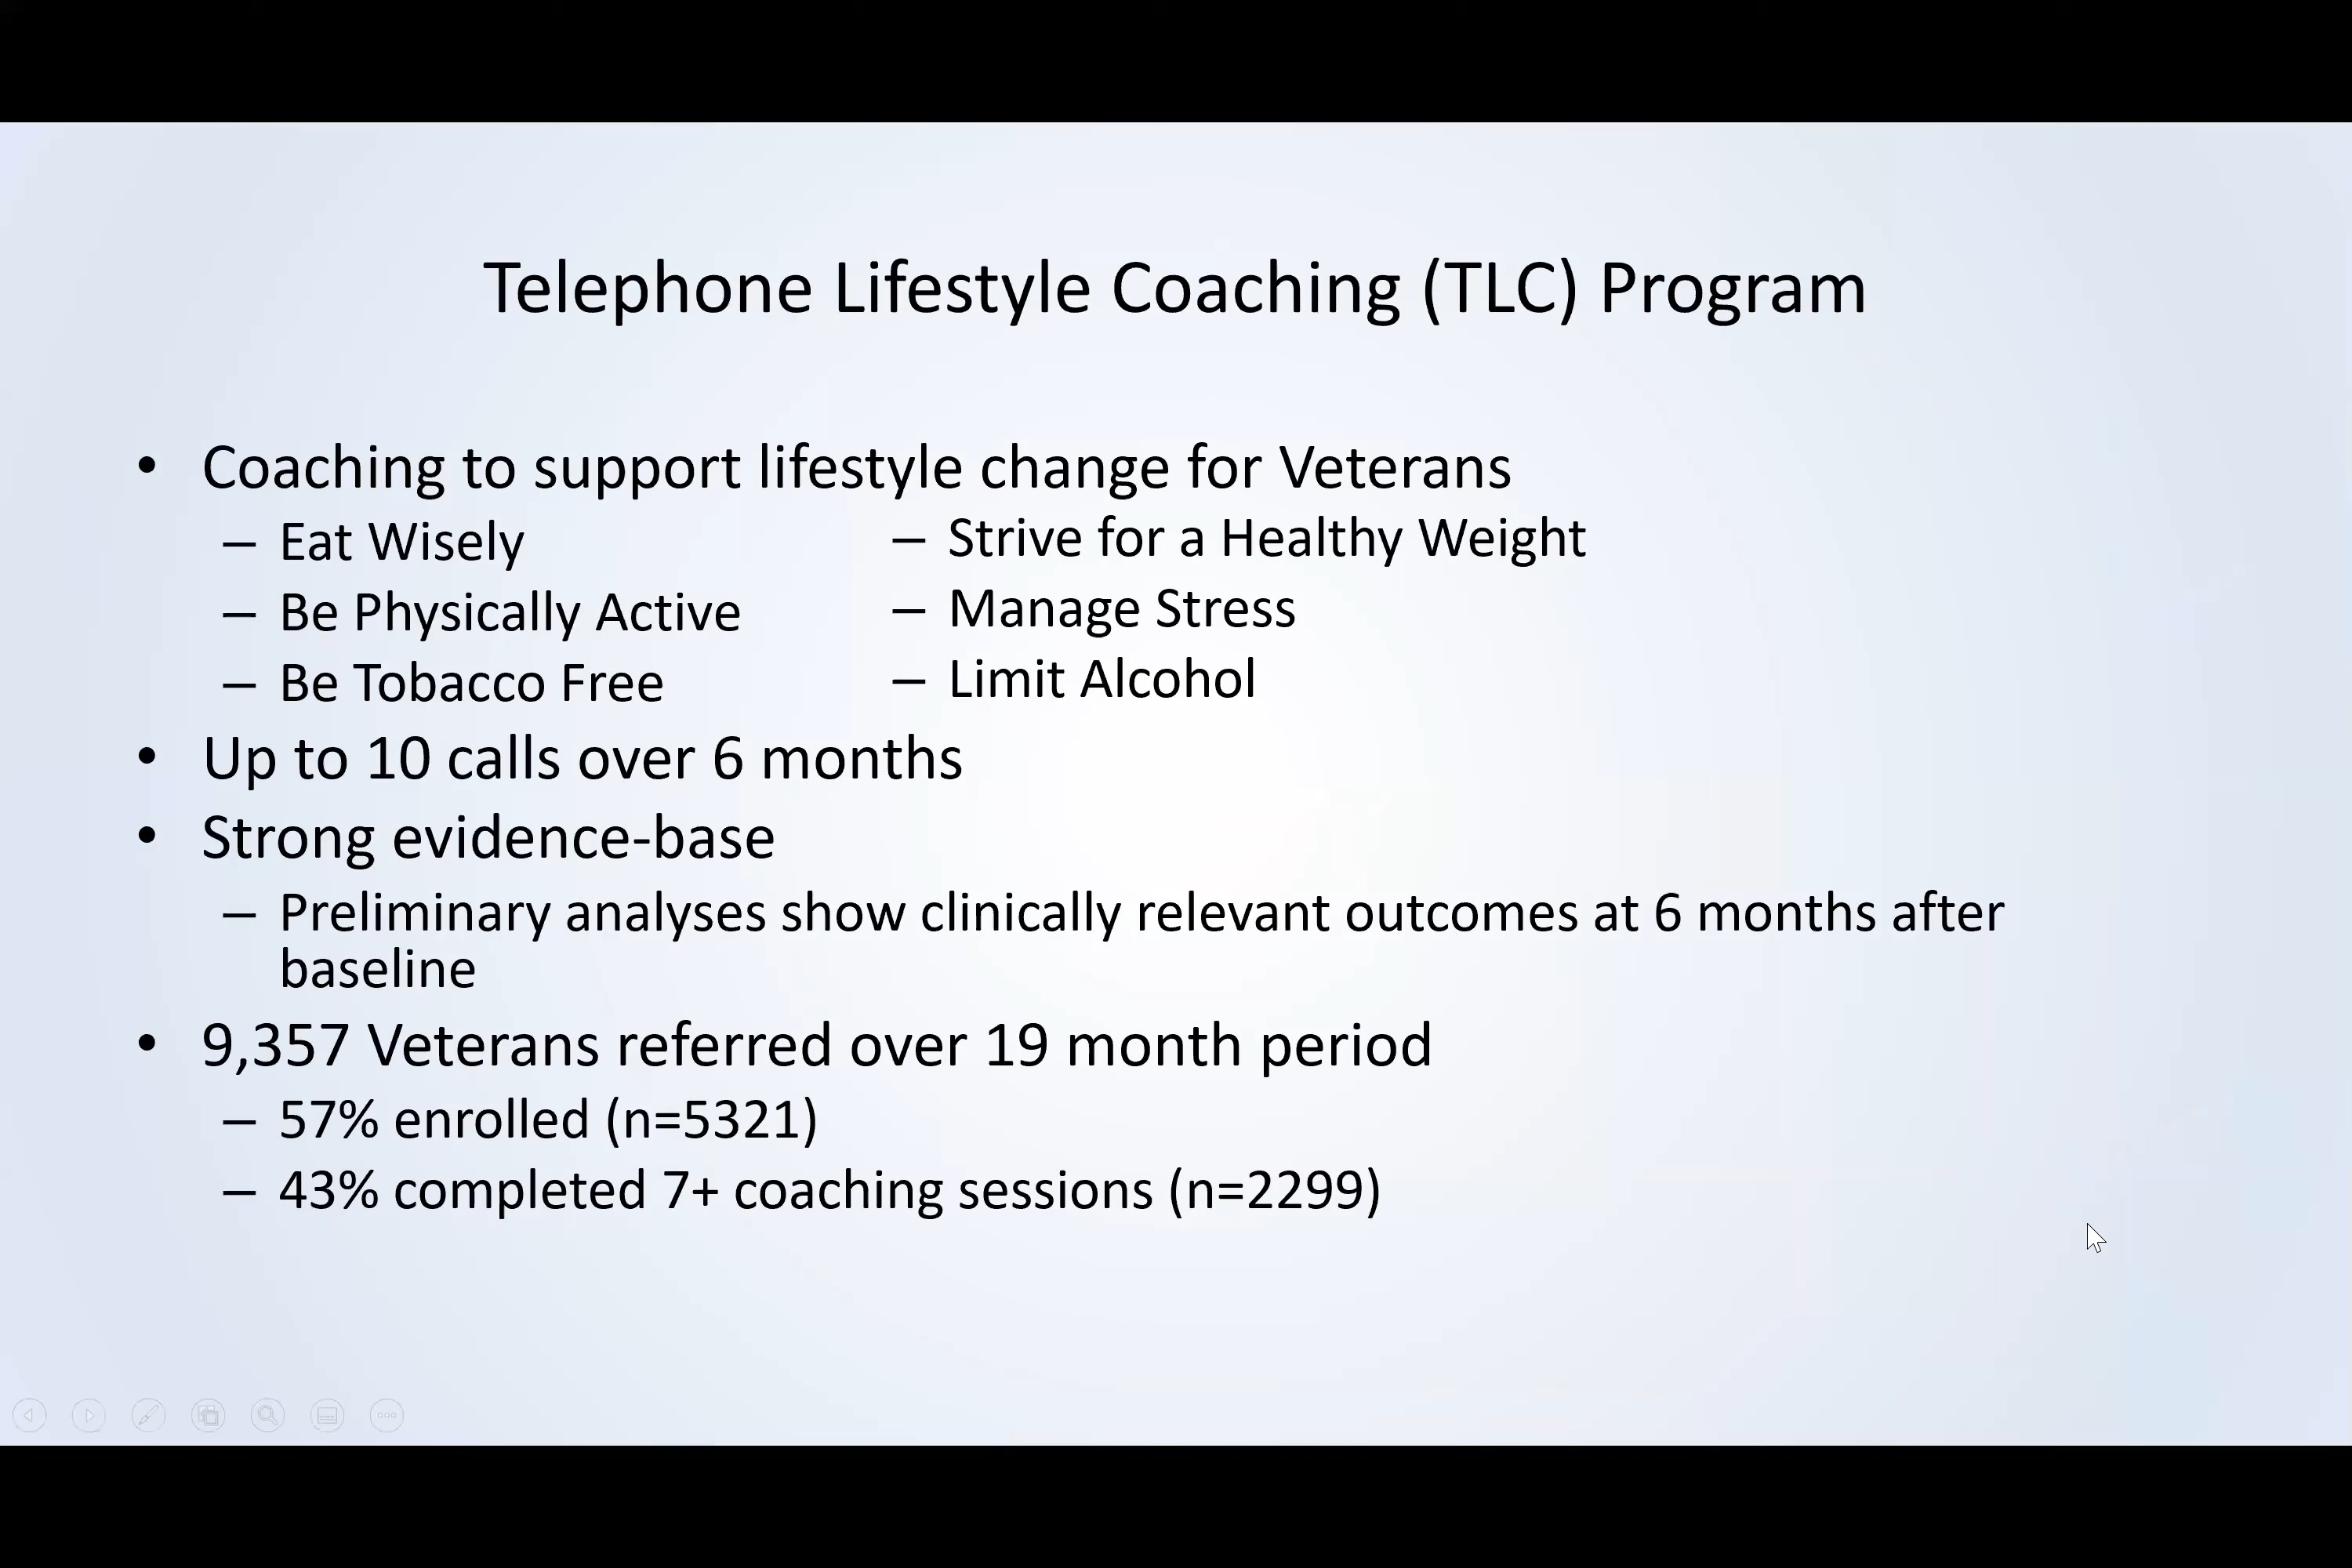 Telephone Lifestyle Coaching (TLC) Program
• Coaching to support lifestyle change for Veterans
– Eat Wisely
– Be Physically Active
– Be Tobacco Free
– Strive for a Healthy Weight
– Manage Stress
– Limit Alcohol
• Up to 10 calls over 6 months
• Strong evidence-base
– Preliminary analyses show clinically relevant outcomes at 6 months after
baseline
• 9,357 Veterans referred over 19 month period
– 57% enrolled (n=5321)
– 43% completed 7+ coaching sessions (n=2299)